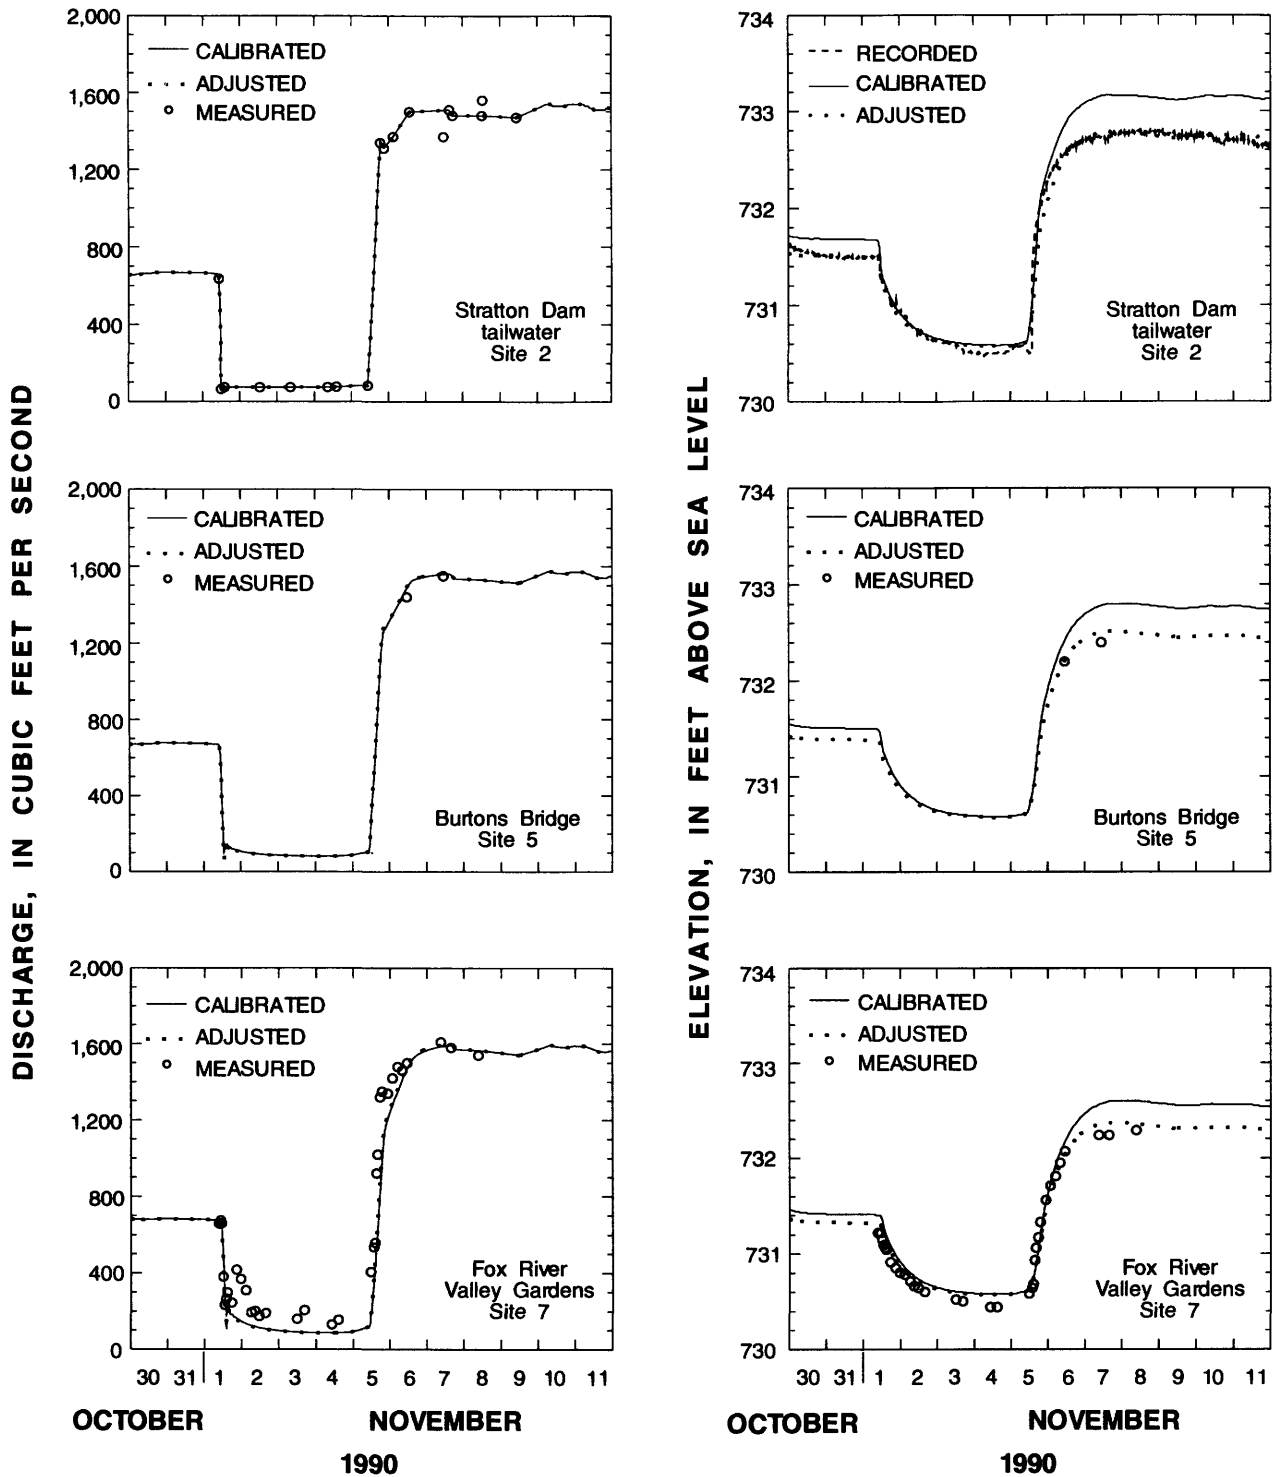 DISCHARGE, IN CUBIC FEET PER SECOND
2,000
1,600
1,200
800
400
0
CALIBRATED
ADJUSTED
MEASURED
Stratton Dam
tailwater
Site 2
2,000
1,600
1,200
800
400
0
CALIBRATED
ADJUSTED
MEASURED
Burtons Bridge
Site 5
2,000
1,600
1,200
800
400
0
CALIBRATED
ADJUSTED
MEASURED
Fox River
Valley Gardens
Site 7
30 31 1 2 3 4 5 6 7 8 9 10 11
OCTOBER NOVEMBER
1990
ELEVATION, IN FEET ABOVE SEA LEVEL
734
733
732
731
730
RECORDED
CALIBRATED
ADJUSTED
Stratton Dam
tailwater
Site 2
734
733
732
731
730
CALIBRATED
ADJUSTED
MEASURED
Burtons Bridge
Site 5
734
733
732
731
730
CALIBRATED
ADJUSTED
MEASURED
Fox River
Valley Gardens
Site 7
30 31 1 2 3 4 5 6 7 8 9 10 11
OCTOBER NOVEMBER
1990